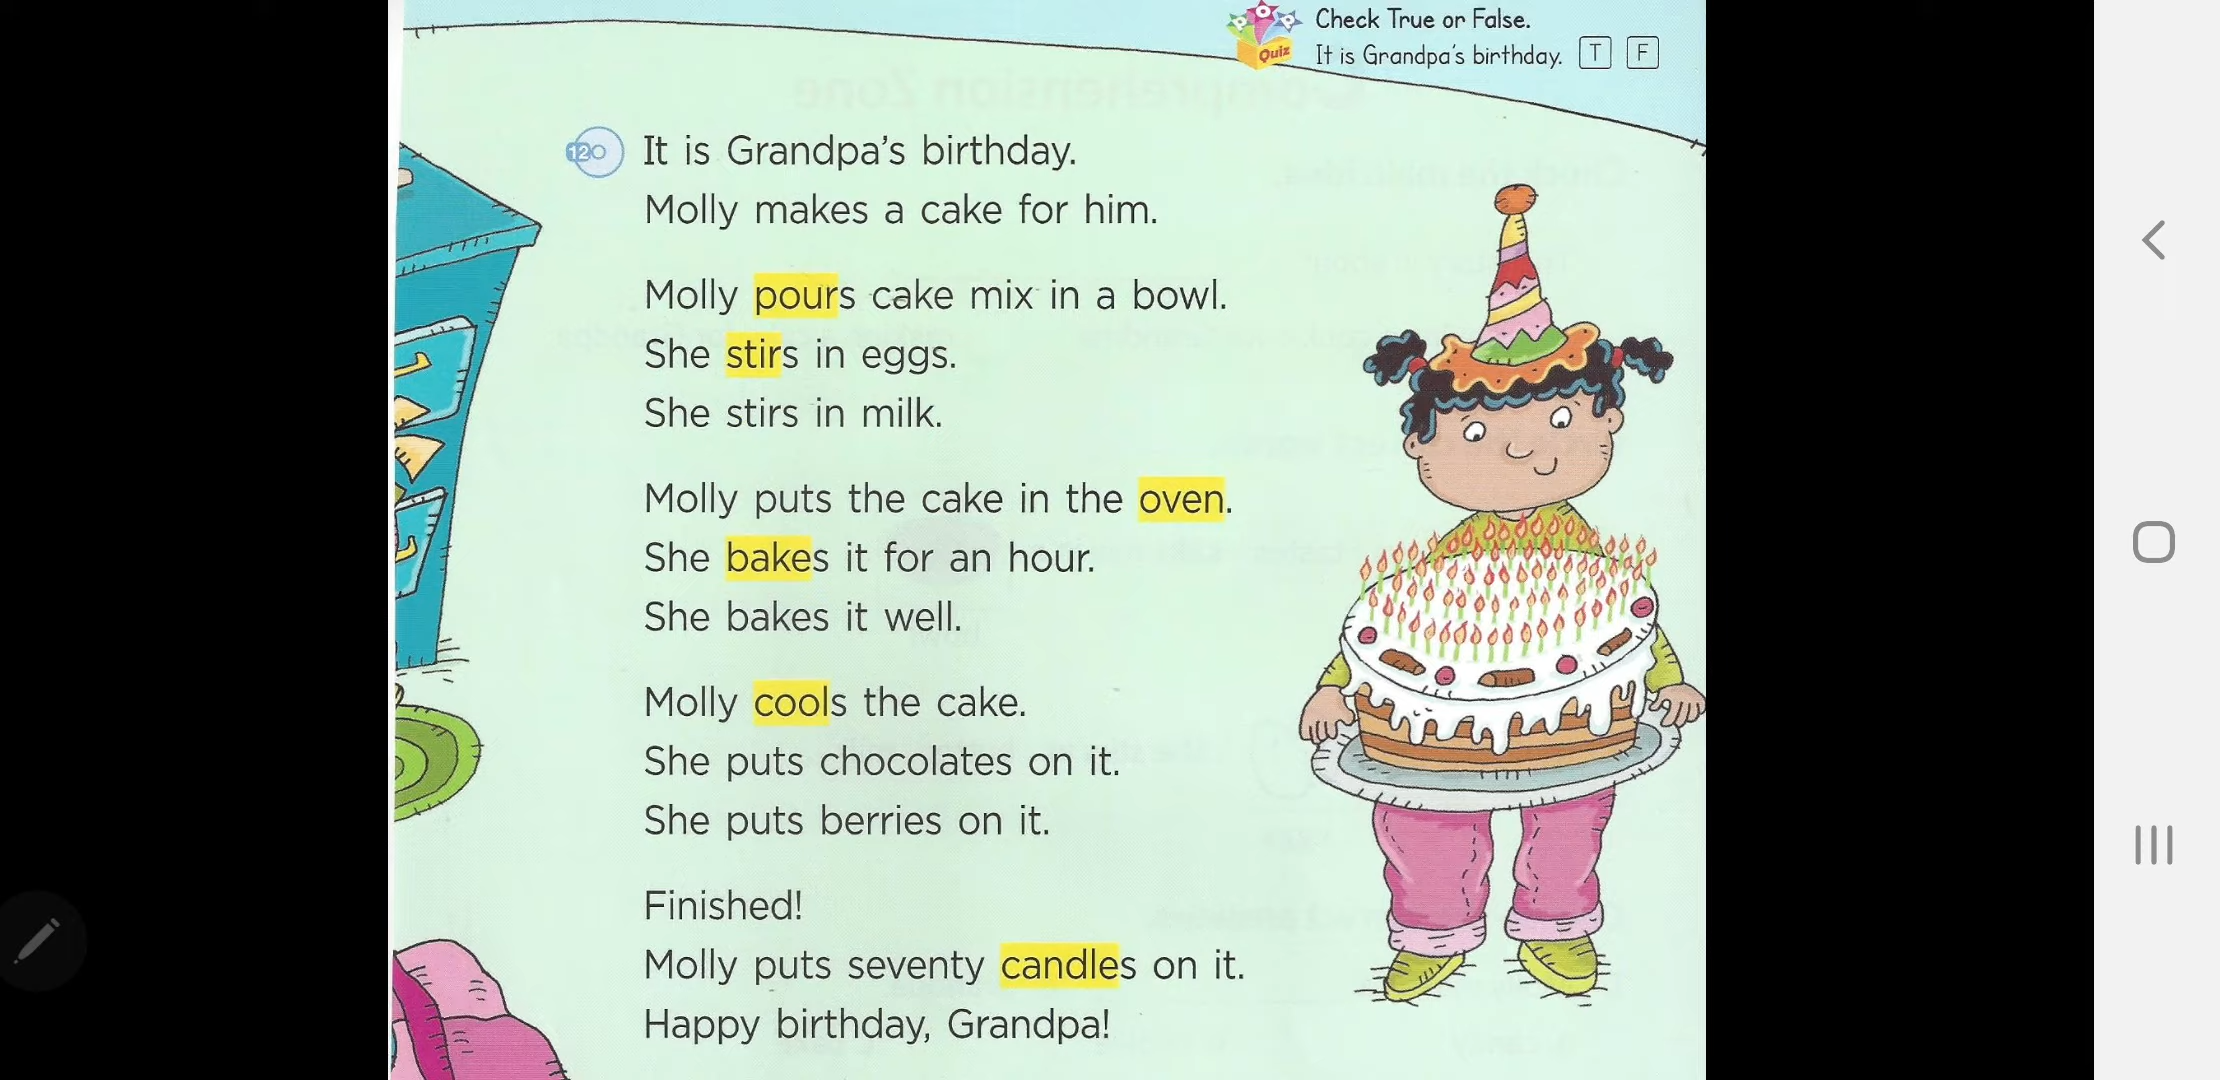 POP Quiz
Check True or False.
It is Grandpa's birthday. T F
120
It is Grandpa's birthday.
Molly makes a cake for him.
Molly pours cake mix in a bowl.
She stirs in eggs.
She stirs in milk.
Molly puts the cake in the oven.
She bakes it for an hour.
She bakes it well.
Molly cools the cake.
She puts chocolates on it.
She puts berries on it.
Finished!
Molly puts seventy candles on it.
Happy birthday, Grandpa!